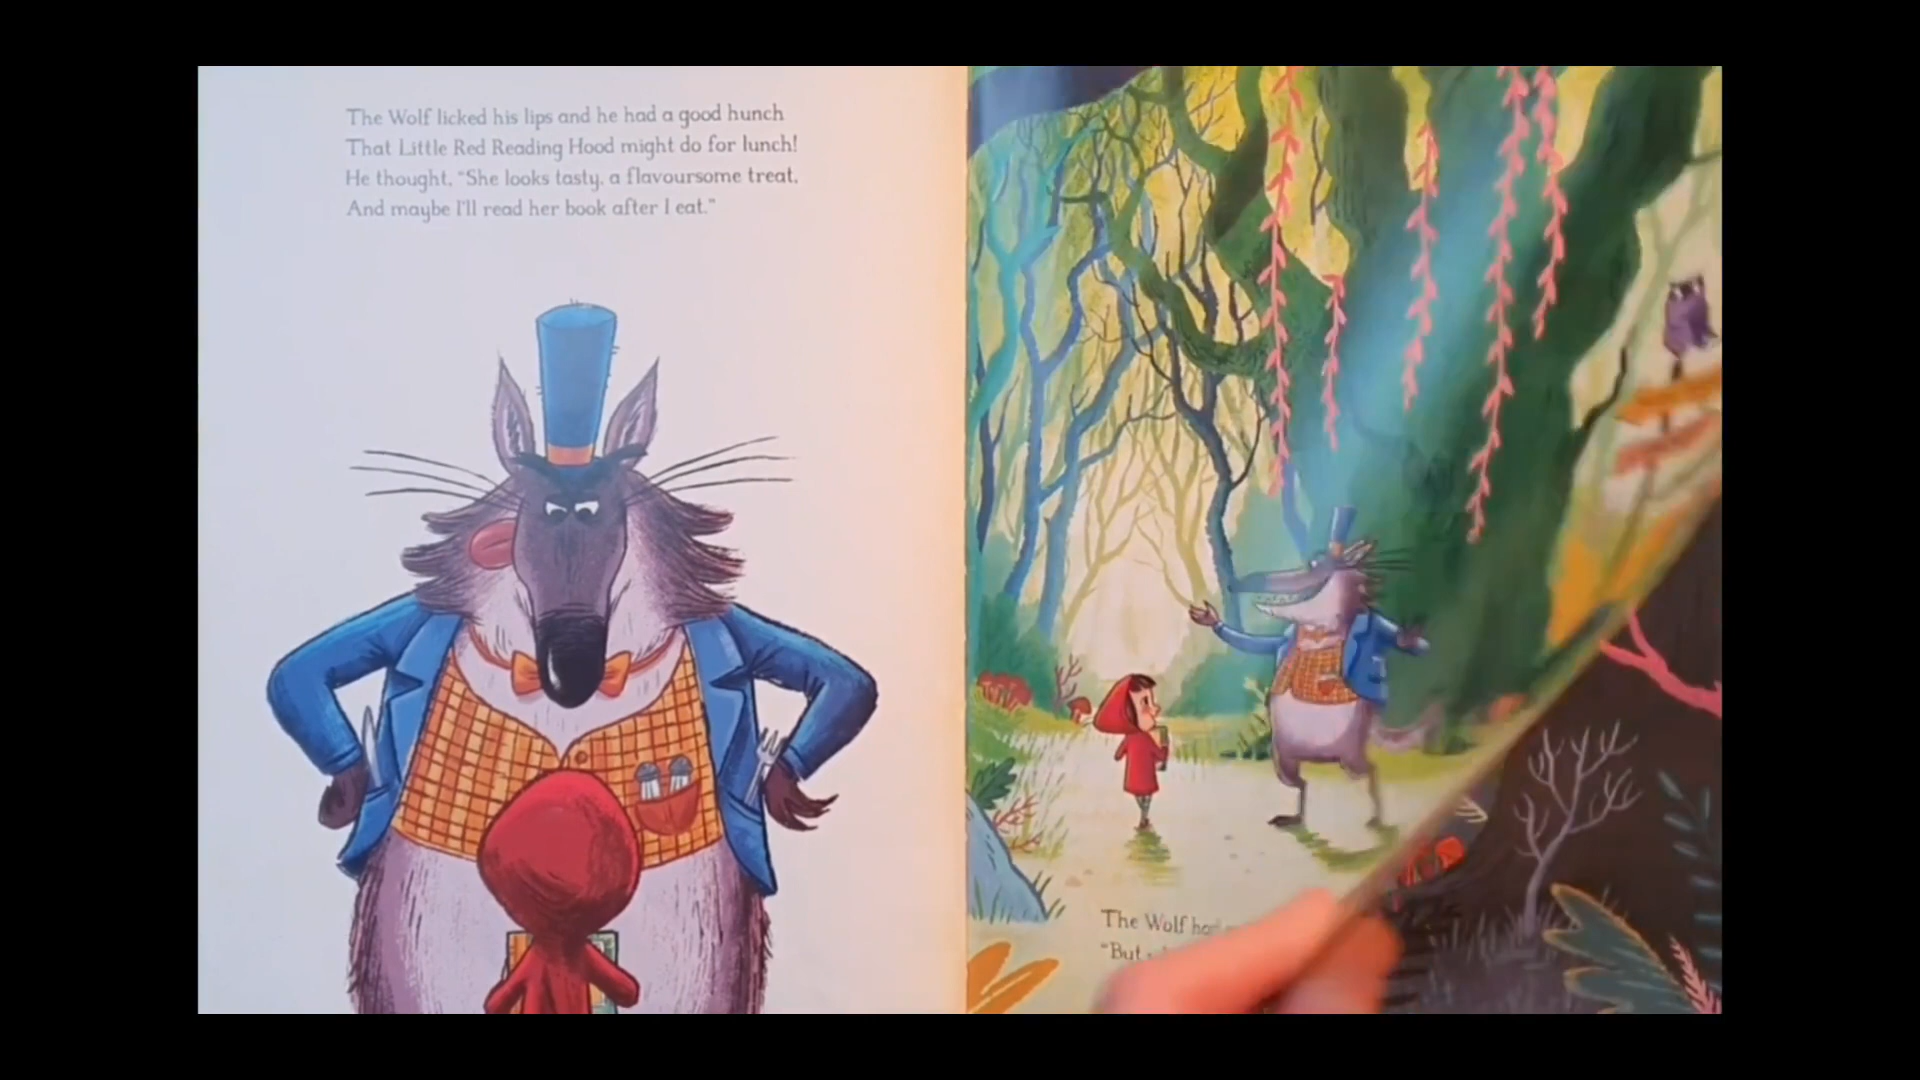 The Wolf licked his lips and he had a good hunch
That Little Red Reading Hood might do for lunch!
He thought, "She looks tasty, a flavoursome treat,
And maybe I'll read her book after I eat."
The Wolf had
"But